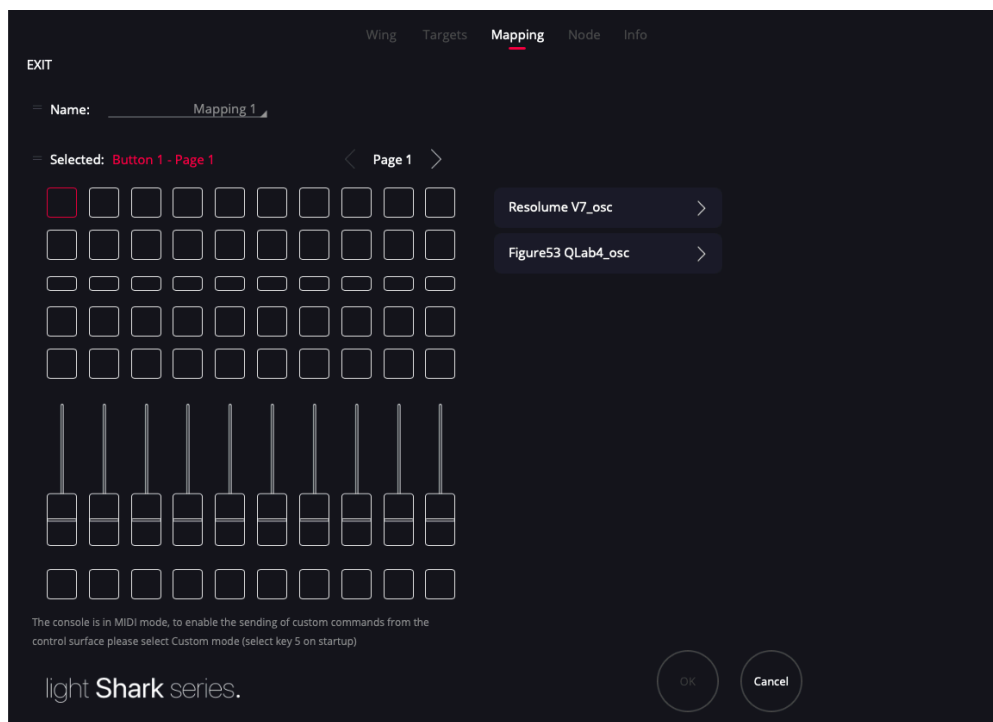 Wing Targets Mapping Node Info
EXIT
Name: Mapping 1
Selected: Button 1 - Page 1 Page 1
Resolume V7_osc
Figure53 QLab4_osc
The console is in MIDI mode, to enable the sending of custom commands from the
control surface please select Custom mode (select key 5 on startup)
light Shark series.
OK Cancel